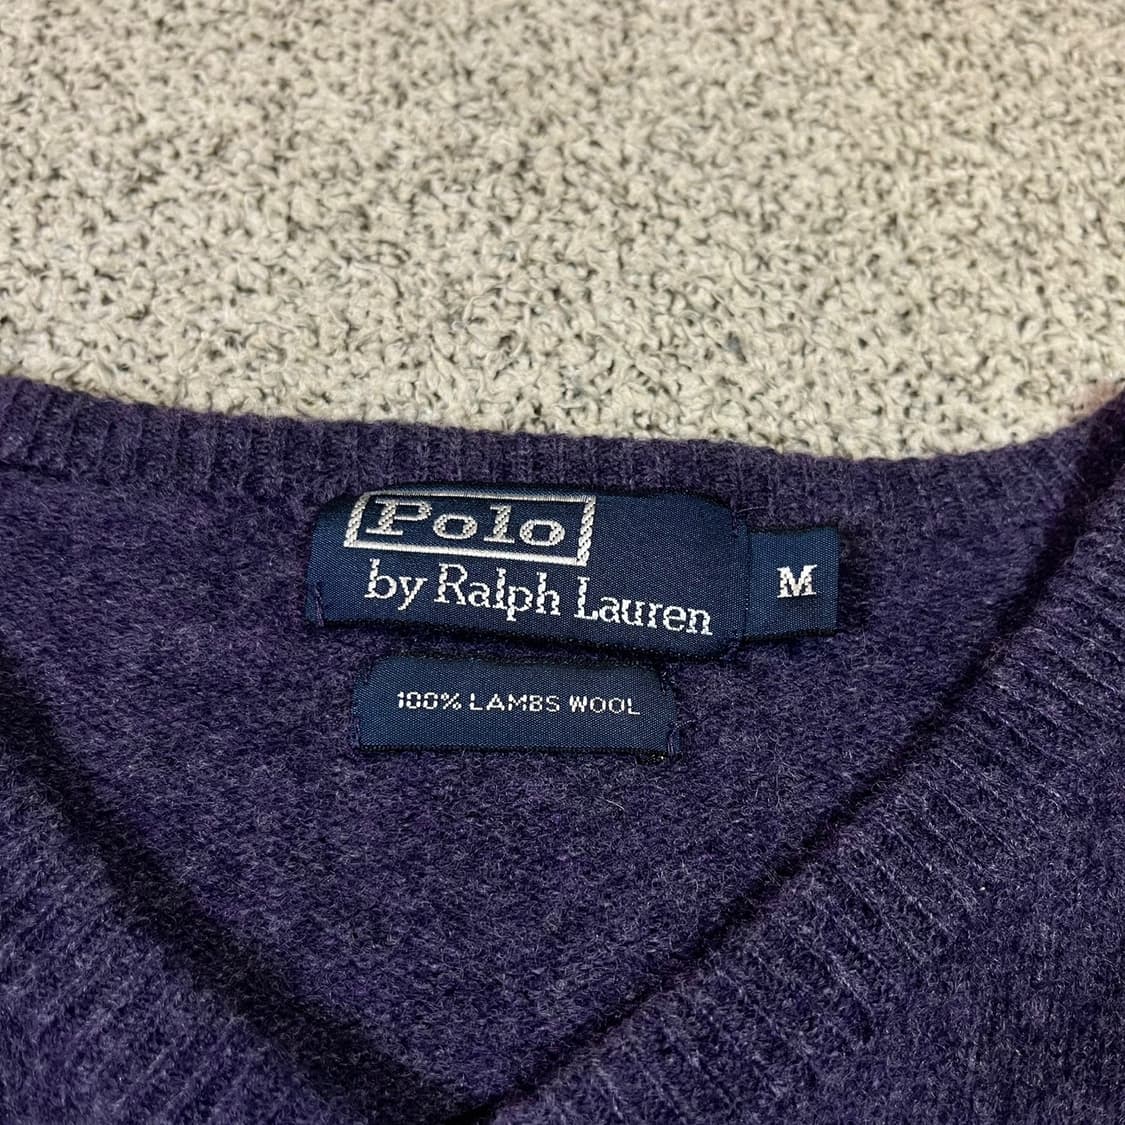 Polo
by Ralph Lauren
M
100% LAMBS WOOL